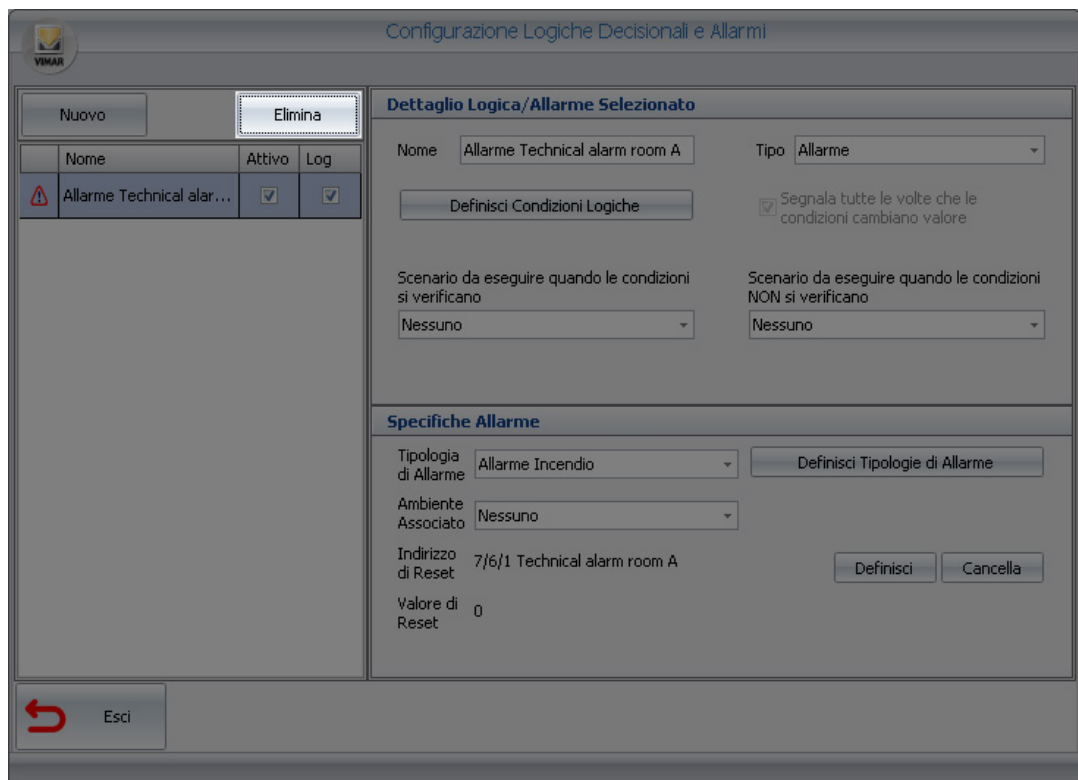 Configurazione Logiche Decisionali e Allarmi
VIMAR
Nuovo
Elimina
Nome
Attivo
Log
Allarme Technical alar...
Dettaglio Logica/Allarme Selezionato
Nome
Allarme Technical alarm room A
Tipo
Allarme
Definisci Condizioni Logiche
Segnala tutte le volte che le
condizioni cambiano valore
Scenario da eseguire quando le condizioni
si verificano
Nessuno
Scenario da eseguire quando le condizioni
NON si verificano
Nessuno
Specifiche Allarme
Tipologia
di Allarme
Allarme Incendio
Definisci Tipologie di Allarme
Ambiente
Associato
Nessuno
Indirizzo
di Reset
7/6/1 Technical alarm room A
Definisci
Cancella
Valore di
Reset
0
Esci